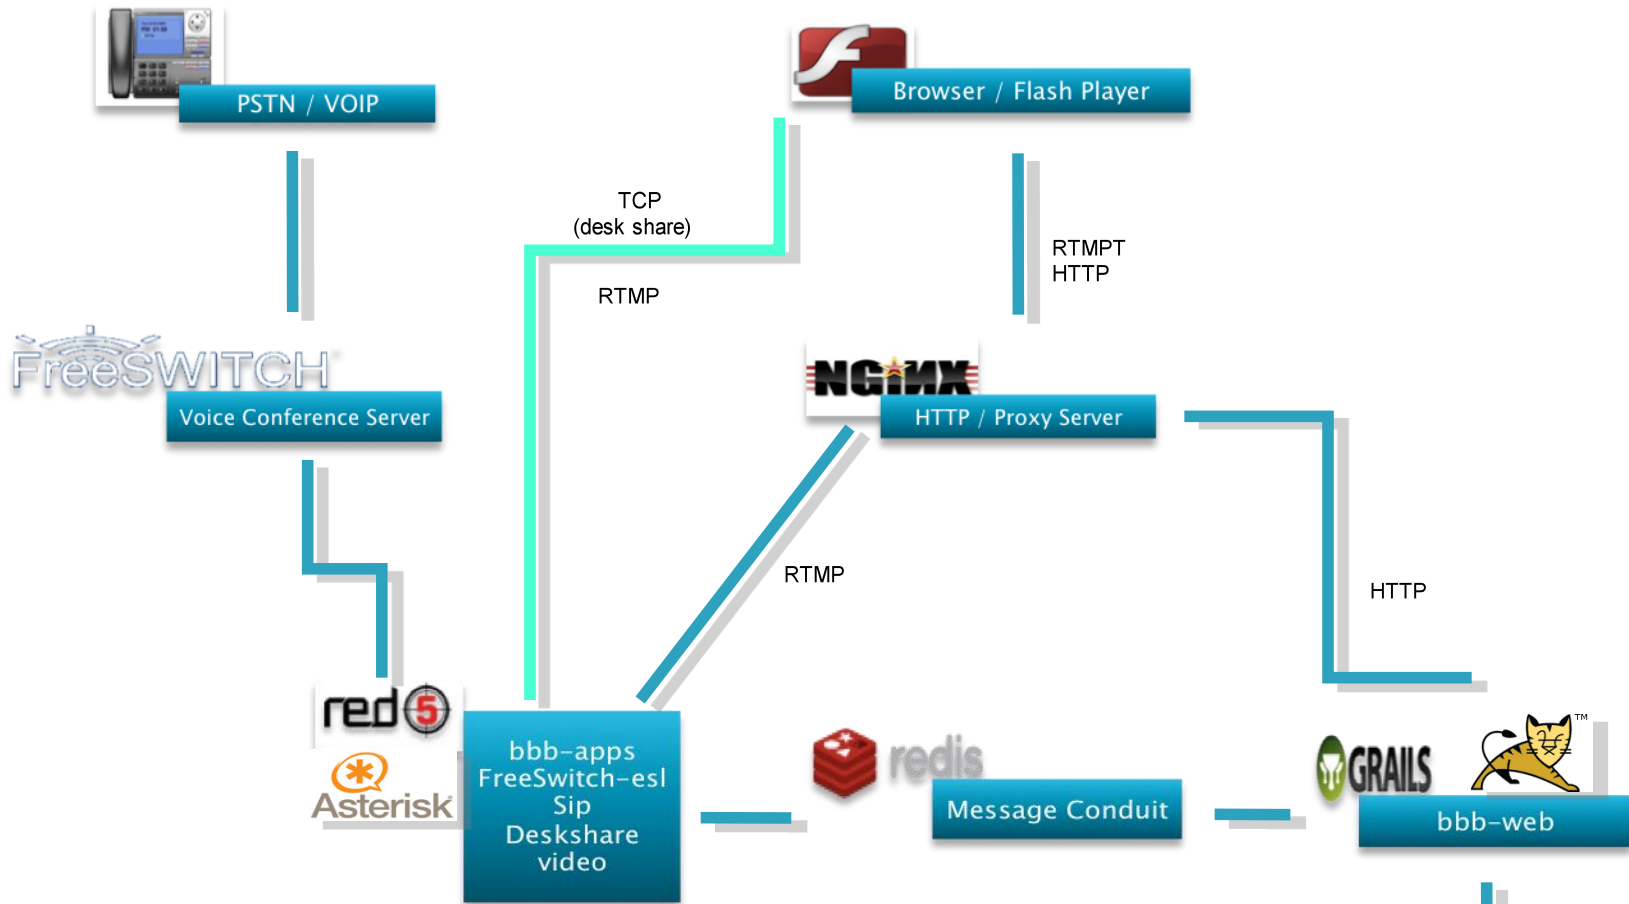 PSTN / VOIP
Browser / Flash Player
TCP
(desk share)
RTMP
RTMPT
HTTP
FreeSWITCH
Voice Conference Server
NGINX
HTTP / Proxy Server
RTMP
HTTP
red5
Asterisk
bbb-apps
FreeSwitch-esl
Sip
Deskshare
video
redis
Message Conduit
GRAILS
TM
bbb-web